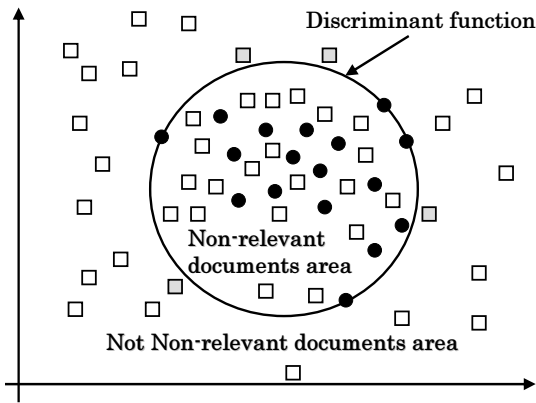 Discriminant function
Non-relevant
documents area
Not Non-relevant documents area